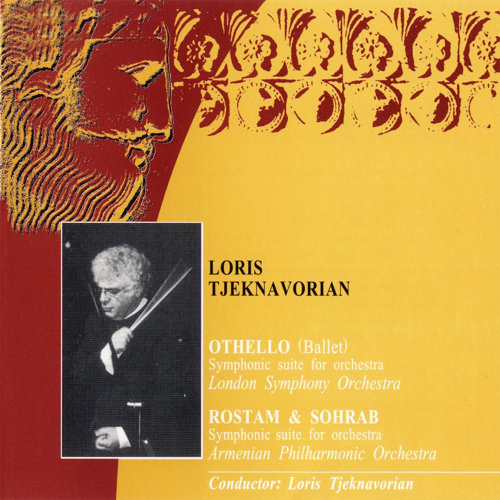 LORIS
TJEKNAVORIAN
OTHELLO (Ballet)
Symphonic suite for orchestra
London Symphony Orchestra
ROSTAM & SOHRAB
Symphonic suite for orchestra
Armenian Philharmonic Orchestra
Conductor: Loris Tjeknavorian